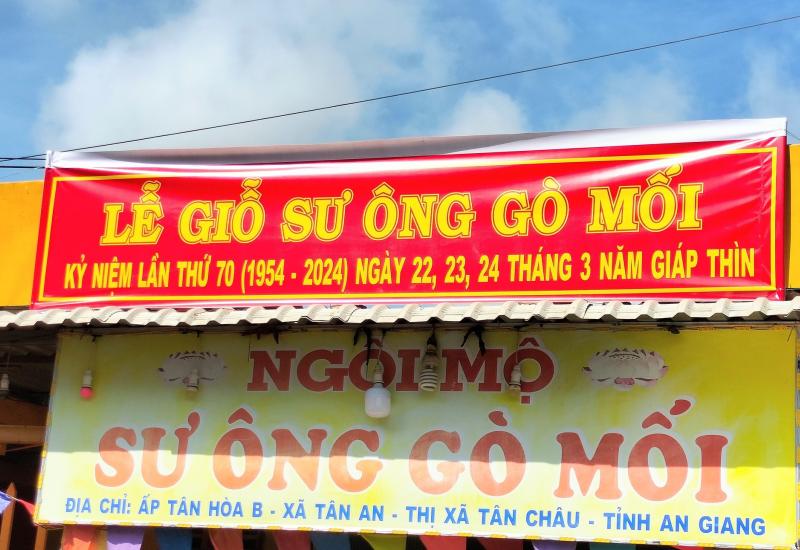 LỄ GIỖ SƯ ÔNG GÒ MỐI
KỶ NIỆM LẦN THỨ 70 (1954 - 2024) NGÀY 22, 23, 24 THÁNG 3 NĂM GIÁP THÌN
NGÔI MỘ
SƯ ÔNG GÒ MỐI
ĐỊA CHỈ: ẤP TÂN HÒA B - XÃ TÂN AN - THỊ XÃ TÂN CHÂU - TỈNH AN GIANG